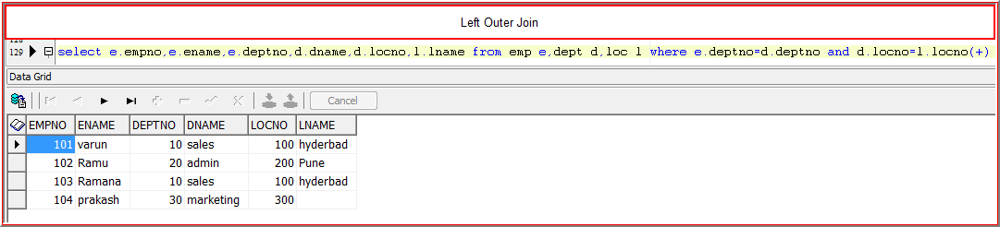 Left Outer Join
128
129 select e.empno,e.ename,e.deptno,d.dname,d.locno,l.lname from emp e,dept d,loc l where e.deptno=d.deptno and d.locno=l.locno(+)
Data Grid
Cancel
EMPNO ENAME DEPTNO DNAME LOCNO LNAME
101 varun 10 sales 100 hyderbad
102 Ramu 20 admin 200 Pune
103 Ramana 10 sales 100 hyderbad
104 prakash 30 marketing 300